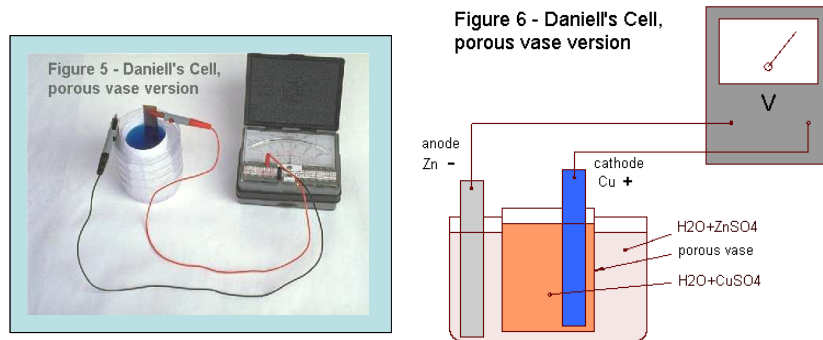 Figure 5 - Daniell's Cell,
porous vase version
Figure 6 - Daniell's Cell,
porous vase version
V
anode
Zn -
cathode
Cu +
H2O+ZnSO4
porous vase
H2O+CuSO4